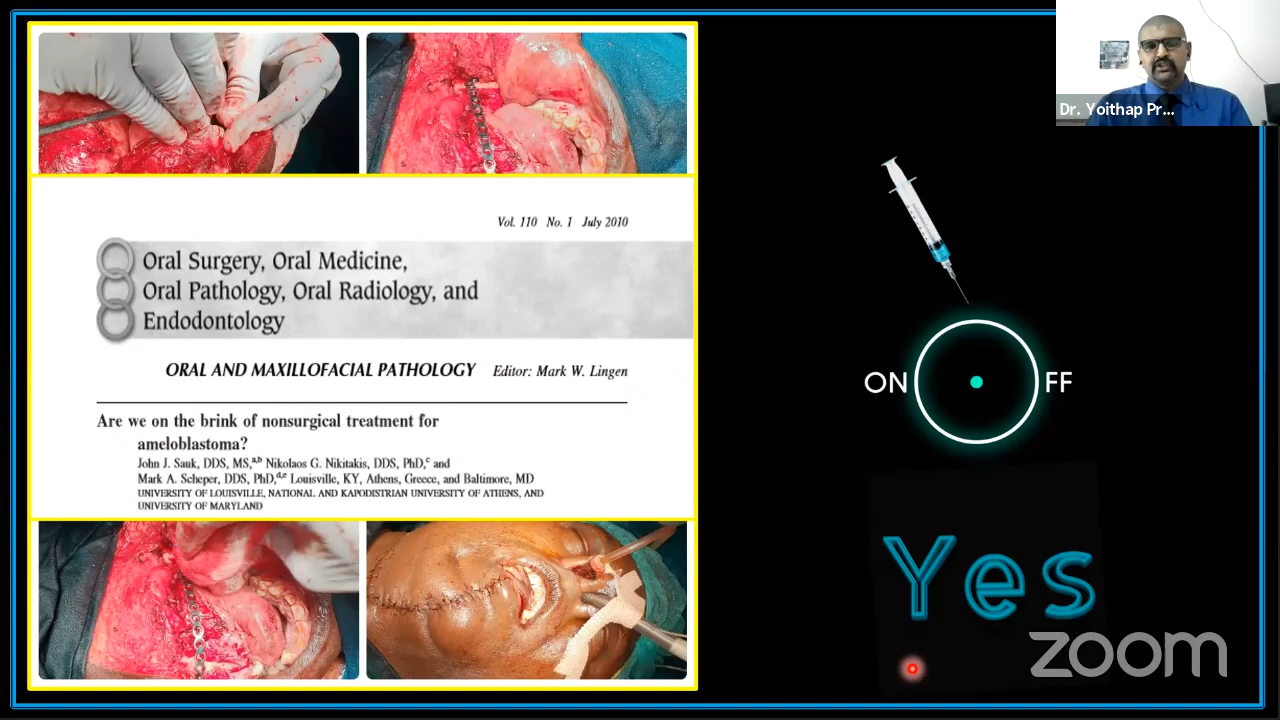 Dr. Yoithap Pr...
Vol. 110 No. 1 July 2010
Oral Surgery, Oral Medicine,
Oral Pathology, Oral Radiology, and
Endodontology
ORAL AND MAXILLOFACIAL PATHOLOGY Editor: Mark W. Lingen
Are we on the brink of nonsurgical treatment for
ameloblastoma?
John J. Sauk, DDS, MS,a,b Nikolaos G. Nikitakis, DDS, PhD,c and
Mark A. Scheper, DDS, PhD,d,e Louisville, KY, Athens, Greece, and Baltimore, MD
UNIVERSITY OF LOUISVILLE, NATIONAL AND KAPODISTRIAN UNIVERSITY OF ATHENS, AND
UNIVERSITY OF MARYLAND
ON FF
Yes
zoom